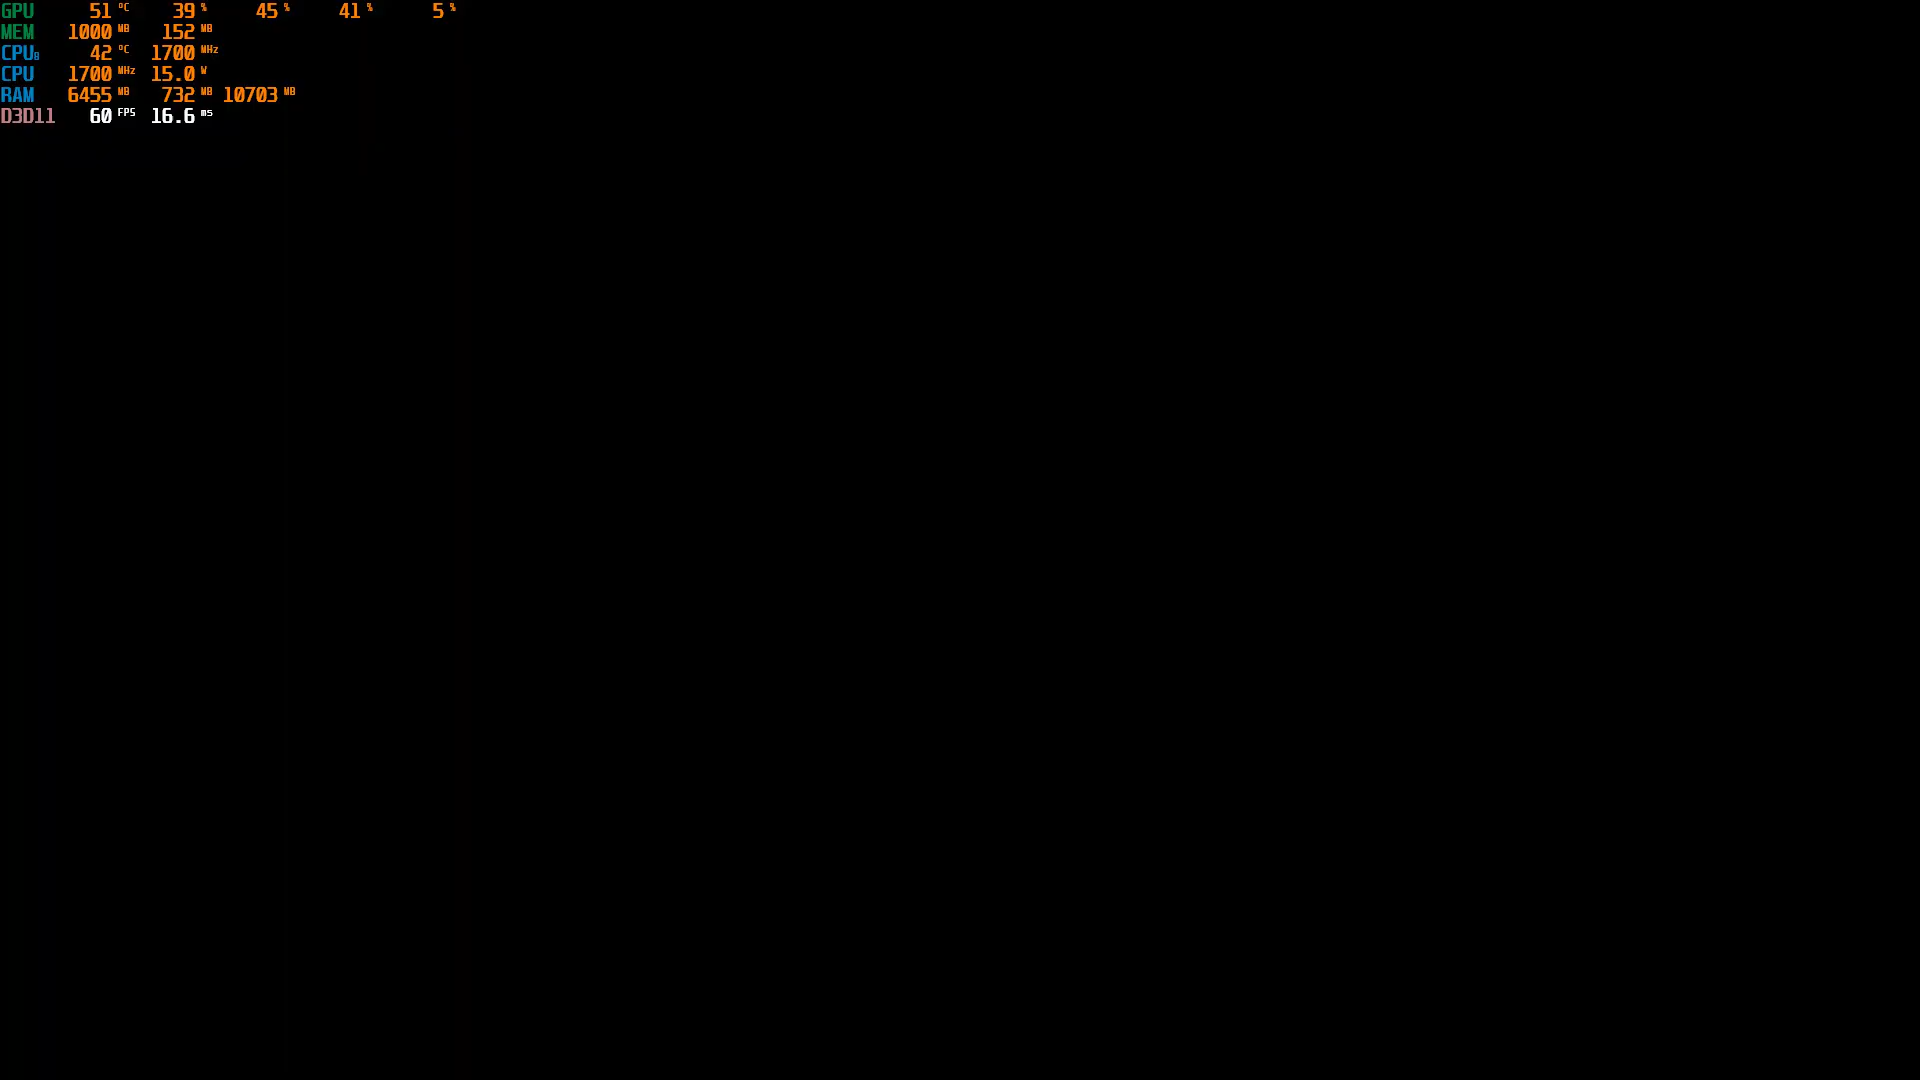 GPU 51 °C 39 % 45 % 41 % 5 %
MEM 1000 MB 152 MB
CPU8 42 °C 1700 MHz
CPU 1700 MHz 15.0 W
RAM 6455 MB 732 MB 10703 MB
D3D11 60 FPS 16.6 ms